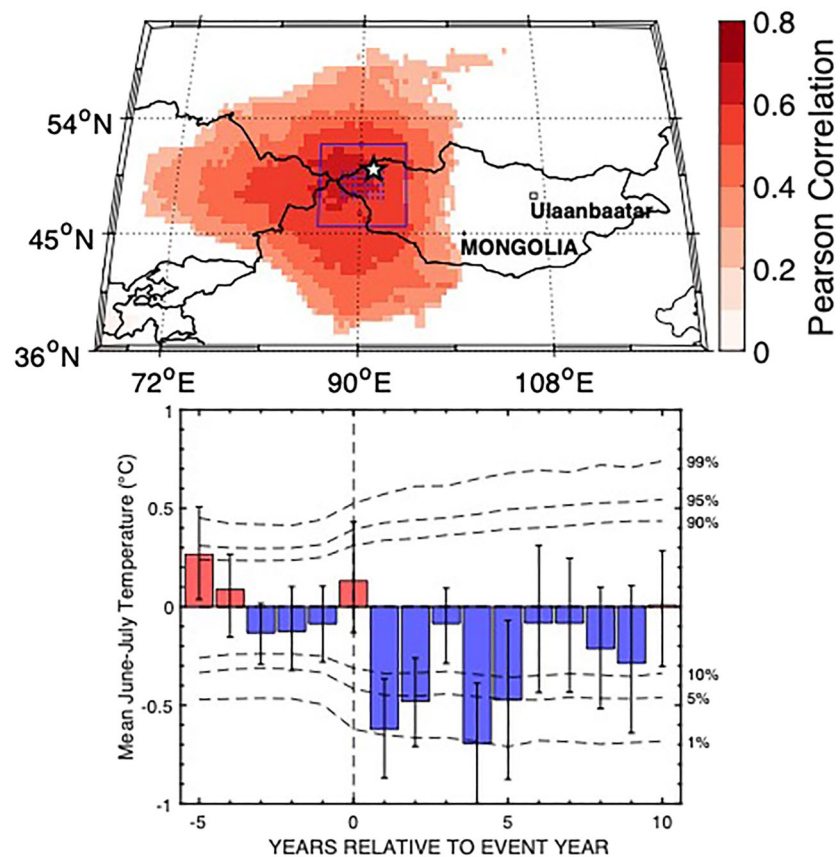 0.8
0.6
0.4
0.2
0
Pearson Correlation
54°N
45°N
36°N
72°E
90°E
108°E
Ulaanbaatar
MONGOLIA
Mean June-July Temperature (°C)
1
0.5
0
-0.5
-1
99%
95%
90%
10%
5%
1%
-5
0
5
10
YEARS RELATIVE TO EVENT YEAR